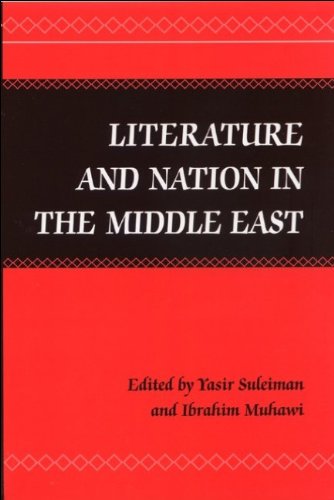 LITERATURE
AND NATION IN
THE MIDDLE EAST
Edited by Yasir Suleiman
and Ibrahim Muhawi